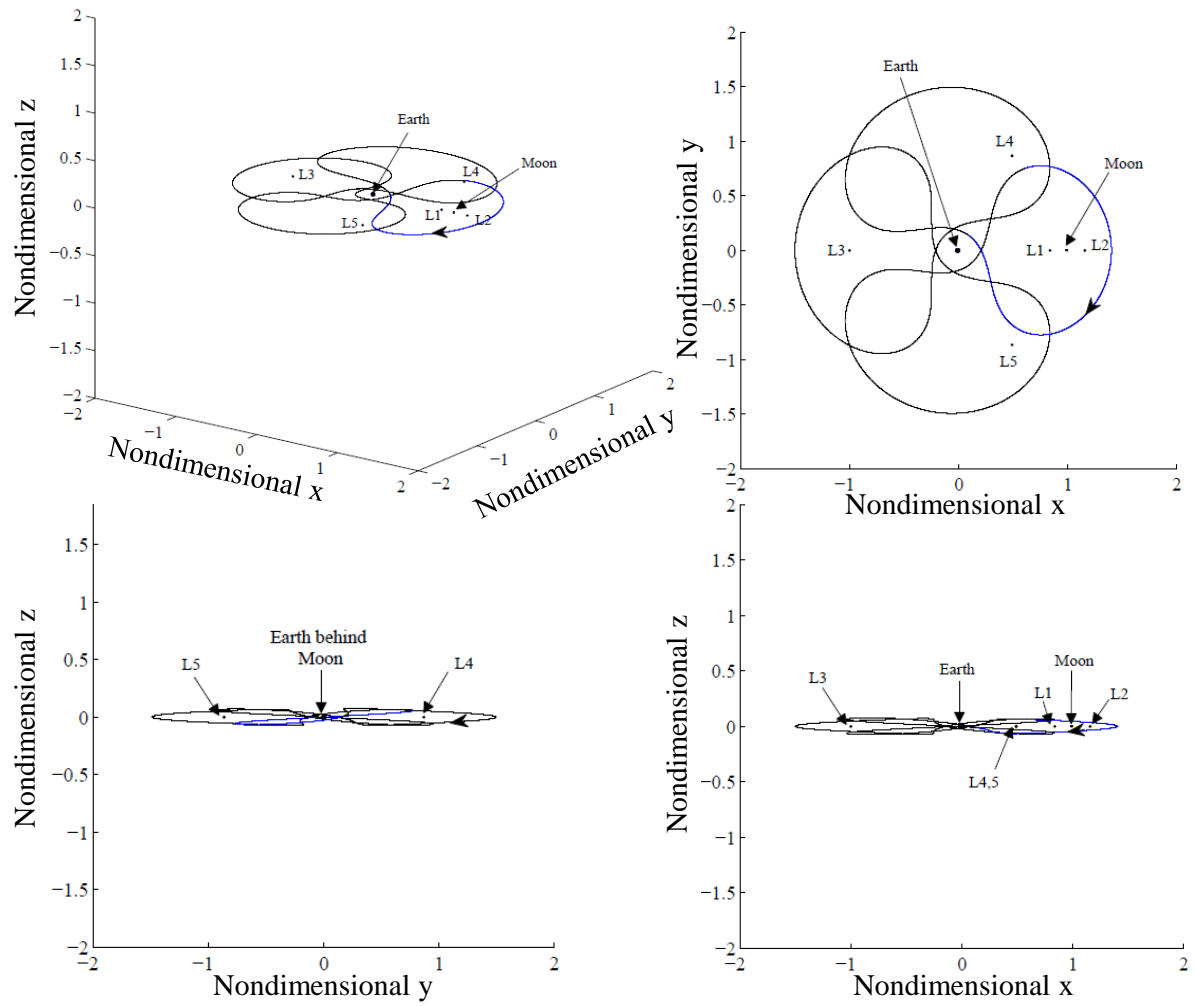 2
1.5
1
0.5
0
−0.5
−1
−1.5
−2
Nondimensional z
Earth
Moon
L3
L4
L1
L2
L5
−2
−1
0
1
2
Nondimensional x
−2
−1
0
1
2
Nondimensional y
2
1.5
1
0.5
0
−0.5
−1
−1.5
−2
Nondimensional y
Earth
L4
Moon
L3
L1
L2
L5
−2
−1
0
1
2
Nondimensional x
1.5
1
0.5
0
−0.5
−1
−1.5
−2
Nondimensional z
Earth behind
Moon
L5
L4
−2
−1
0
1
2
Nondimensional y
2
1.5
1
0.5
0
−0.5
−1
−1.5
−2
Nondimensional z
L3
Earth
Moon
L1
L2
L4,5
−2
−1
0
1
2
Nondimensional x